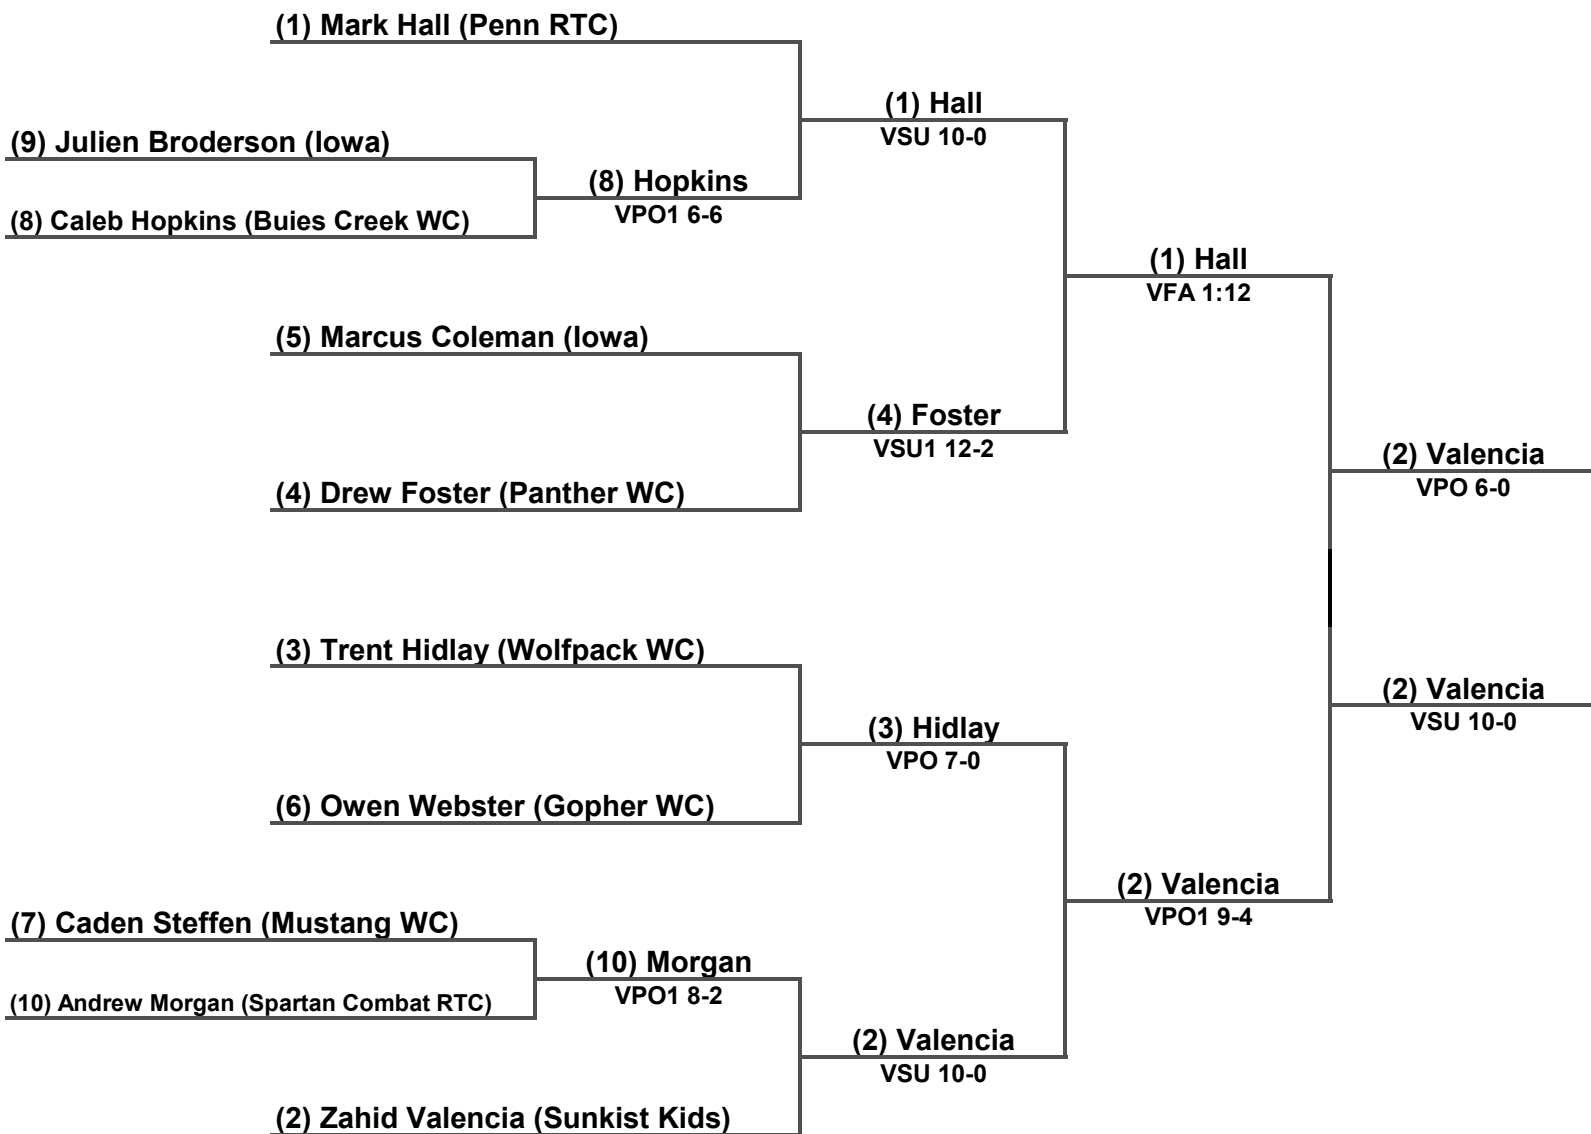 (1) Mark Hall (Penn RTC)
(1) Hall
VSU 10-0
(9) Julien Broderson (Iowa)
(8) Hopkins
VPO1 6-6
(8) Caleb Hopkins (Buies Creek WC)
(1) Hall
VFA 1:12
(5) Marcus Coleman (Iowa)
(4) Foster
VSU1 12-2
(2) Valencia
VPO 6-0
(4) Drew Foster (Panther WC)
(3) Trent Hidlay (Wolfpack WC)
(2) Valencia
VSU 10-0
(3) Hidlay
VPO 7-0
(6) Owen Webster (Gopher WC)
(2) Valencia
VPO1 9-4
(7) Caden Steffen (Mustang WC)
(10) Morgan
VPO1 8-2
(10) Andrew Morgan (Spartan Combat RTC)
(2) Valencia
VSU 10-0
(2) Zahid Valencia (Sunkist Kids)